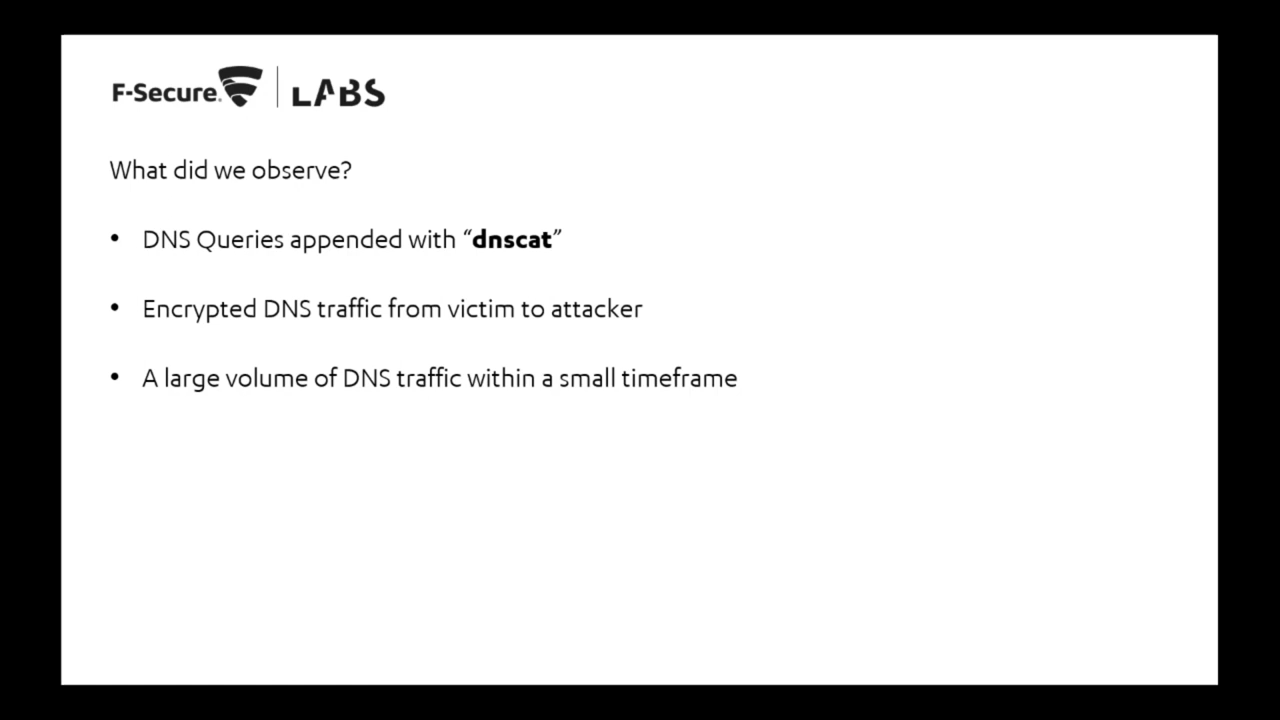 F-Secure. LABS
What did we observe?
• DNS Queries appended with “dnscat”
• Encrypted DNS traffic from victim to attacker
• A large volume of DNS traffic within a small timeframe